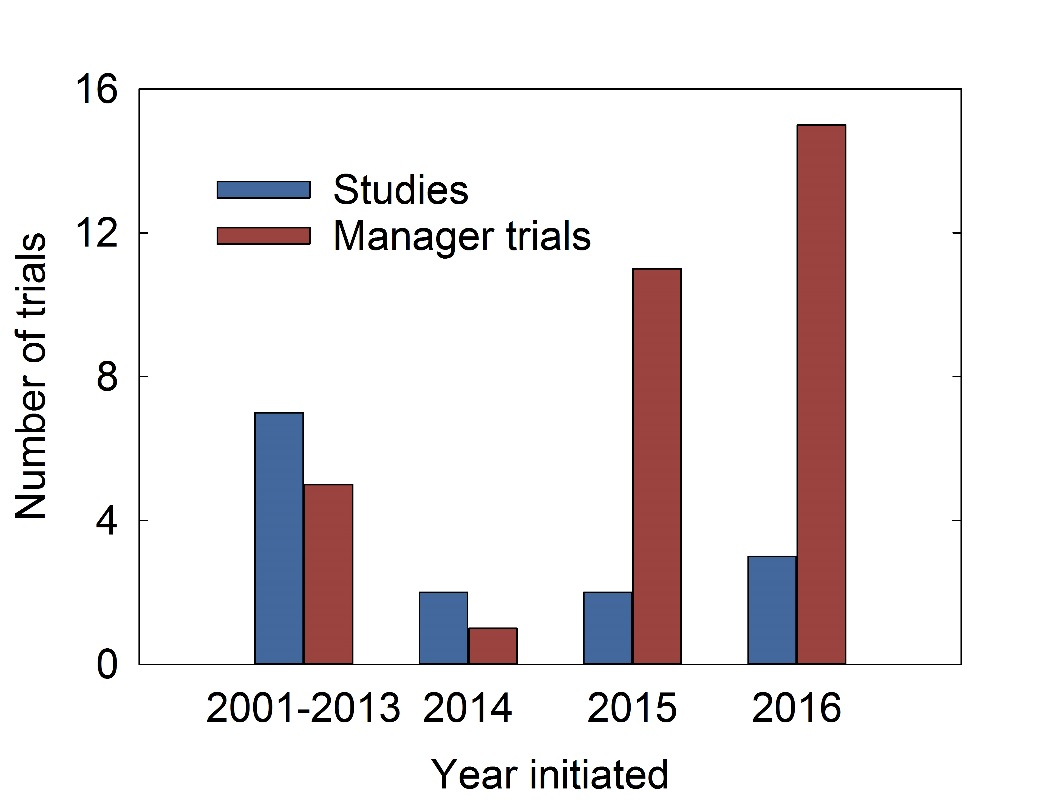 16
12
8
4
0
Number of trials
Studies
Manager trials
2001-2013 2014 2015 2016
Year initiated